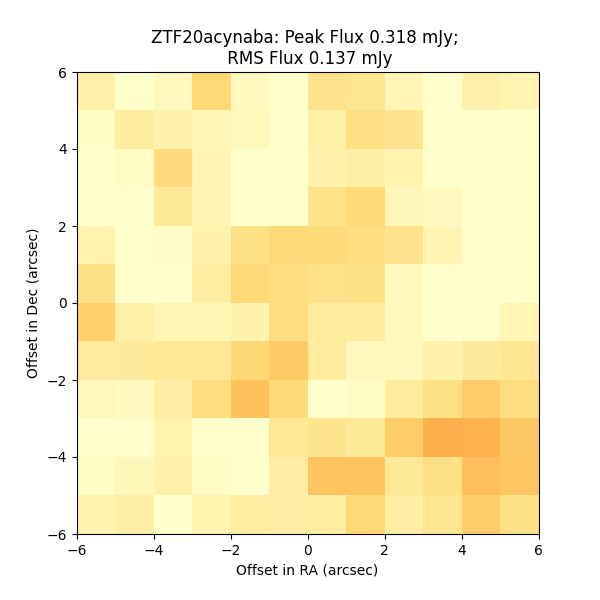 ZTF20acynaba: Peak Flux 0.318 mJy;
RMS Flux 0.137 mJy
6
4
2
0
−2
−4
−6
Offset in Dec (arcsec)
−6 −4 −2 0 2 4 6
Offset in RA (arcsec)